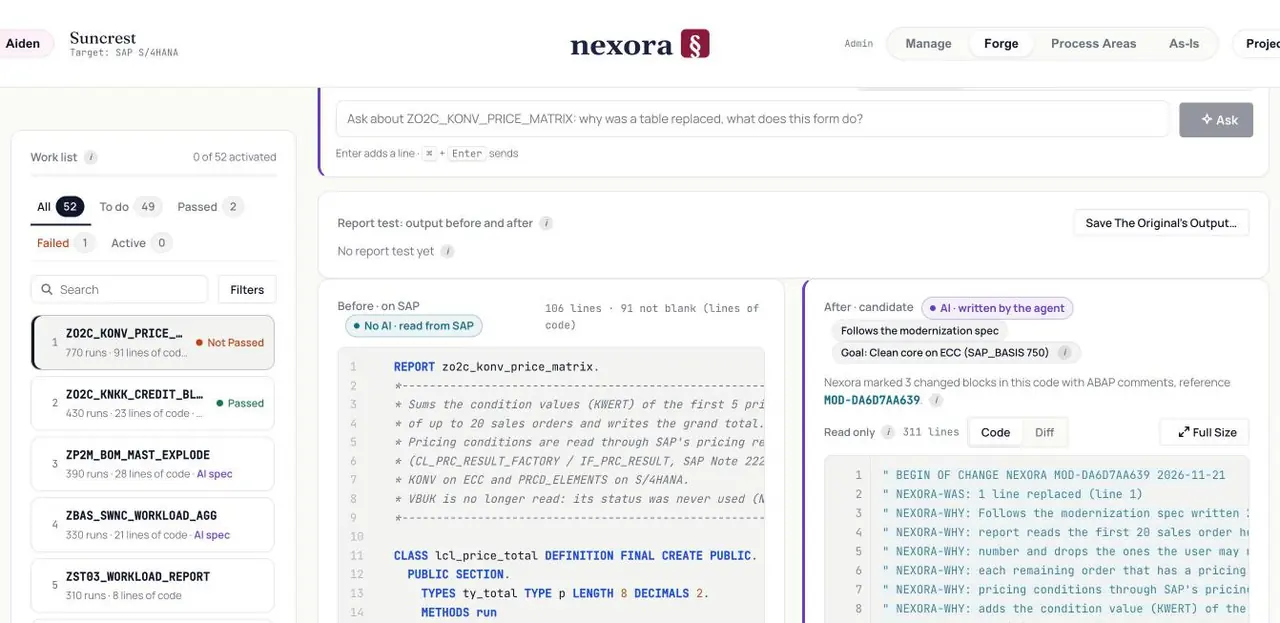 Aiden
Suncrest
Target: SAP S/4HANA
nexora §
Admin
Manage
Forge
Process Areas
As-Is
Projec
Ask about ZO2C_KONV_PRICE_MATRIX: why was a table replaced, what does this form do?
Ask
Enter adds a line · ⌘ + Enter sends
Work list i
0 of 52 activated
All 52
To do 49
Passed 2
Failed 1
Active 0
Search
Filters
1 ZO2C_KONV_PRICE_…
Not Passed
770 runs · 91 lines of cod…
2 ZO2C_KNKK_CREDIT_BL…
Passed
430 runs · 23 lines of code · …
3 ZP2M_BOM_MAST_EXPLODE
390 runs · 28 lines of code · AI spec
4 ZBAS_SWNC_WORKLOAD_AGG
330 runs · 21 lines of code · AI spec
5 ZST03_WORKLOAD_REPORT
310 runs · 8 lines of code
Report test: output before and after i
Save The Original's Output…
No report test yet i
Before · on SAP
No AI · read from SAP
106 lines · 91 not blank (lines of
code)
1 REPORT zo2c_konv_price_matrix.
2 *------------------------------------------------------
3 * Sums the condition values (KWERT) of the first 5 pri
4 * of up to 20 sales orders and writes the grand total.
5 * Pricing conditions are read through SAP's pricing re
6 * (CL_PRC_RESULT_FACTORY / IF_PRC_RESULT, SAP Note 222
7 * KONV on ECC and PRCD_ELEMENTS on S/4HANA.
8 * VBUK is no longer read: its status was never used (N
9 *------------------------------------------------------
10
11 CLASS lcl_price_total DEFINITION FINAL CREATE PUBLIC.
12 PUBLIC SECTION.
13 TYPES ty_total TYPE p LENGTH 8 DECIMALS 2.
14 METHODS run
After · candidate
AI · written by the agent
Follows the modernization spec
Goal: Clean core on ECC (SAP_BASIS 750) i
Nexora marked 3 changed blocks in this code with ABAP comments, reference
MOD-DA6D7AA639. i
Read only i
311 lines
Code
Diff
Full Size
1 " BEGIN OF CHANGE NEXORA MOD-DA6D7AA639 2026-11-21
2 " NEXORA-WAS: 1 line replaced (line 1)
3 " NEXORA-WHY: Follows the modernization spec written
4 " NEXORA-WHY: report reads the first 20 sales order
5 " NEXORA-WHY: number and drops the ones the user may
6 " NEXORA-WHY: each remaining order that has a pricing
7 " NEXORA-WHY: pricing conditions through SAP's pricin
8 " NEXORA-WHY: adds the condition value (KWERT) of the